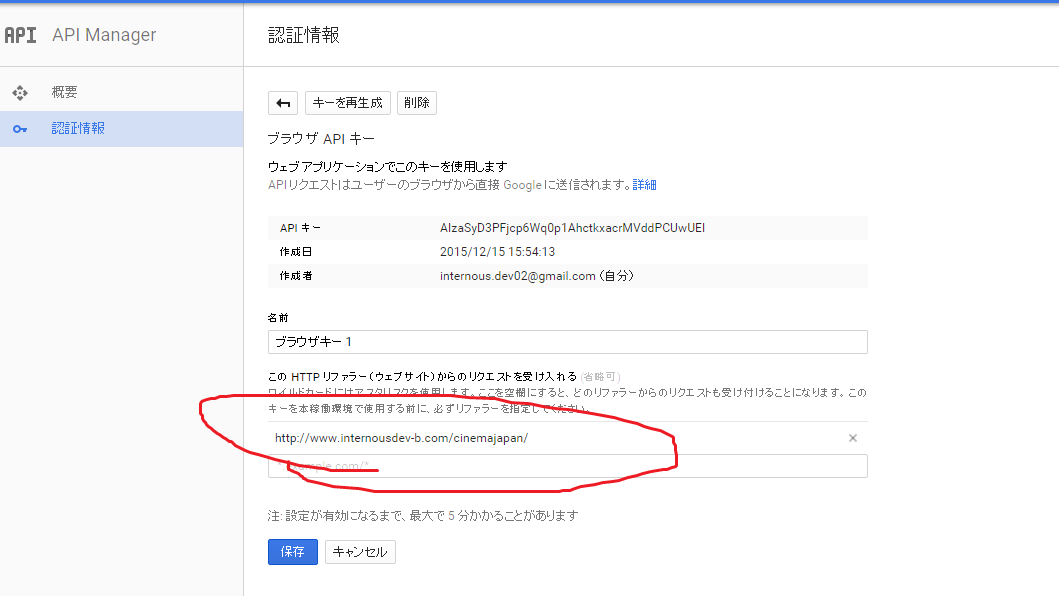 API API Manager
認証情報
概要
認証情報
キーを再生成 削除
ブラウザ API キー
ウェブ アプリケーションでこのキーを使用します
APIリクエストはユーザーのブラウザから直接 Google に送信されます。詳細
API キー AIzaSyD3PFjcp6Wq0p1AhctkxacrMVddPCUwUEI
作成日 2015/12/15 15:54:13
作成者 internous.dev02@gmail.com (自分)
名前
ブラウザキー 1
この HTTP リファラー(ウェブサイト)からのリクエストを受け入れる (省略可)
ワイルドカードにはアスタリスクを使用します。ここを空欄にすると、どのリファラーからのリクエストも受け付けることになります。この
キーを本稼働環境で使用する前に、必ずリファラーを指定してください。
http://www.internousdev-b.com/cinemajapan/ ×
注: 設定が有効になるまで、最大で 5 分かかることがあります
保存 キャンセル